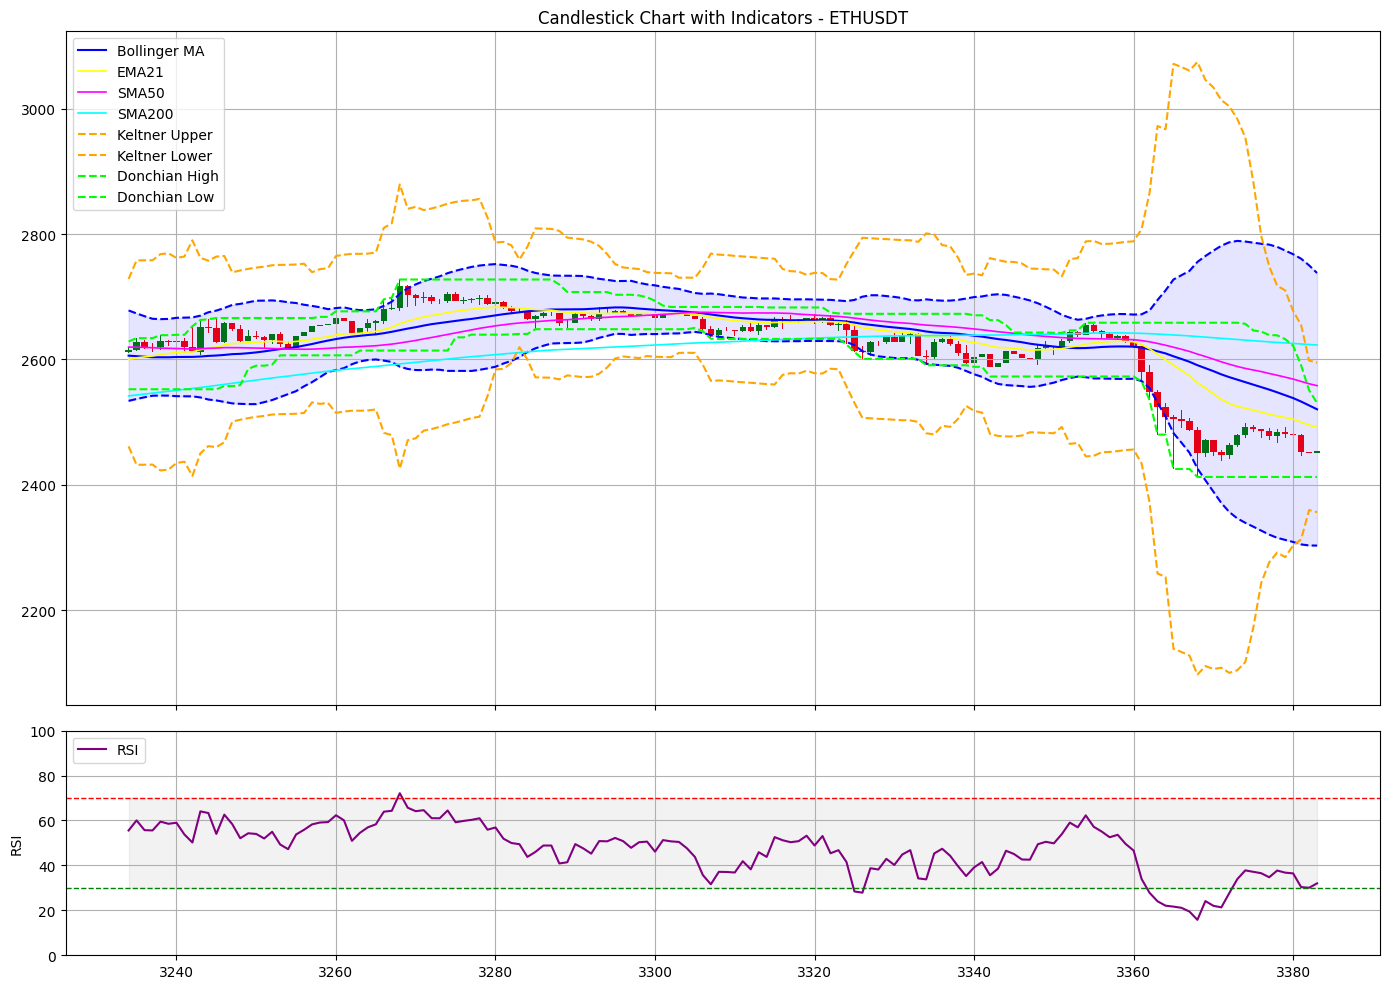 Candlestick Chart with Indicators - ETHUSDT
Bollinger MA
EMA21
SMA50
SMA200
Keltner Upper
Keltner Lower
Donchian High
Donchian Low
3000
2800
2600
2400
2200
RSI
100
80
60
40
20
0
RSI
3240
3260
3280
3300
3320
3340
3360
3380